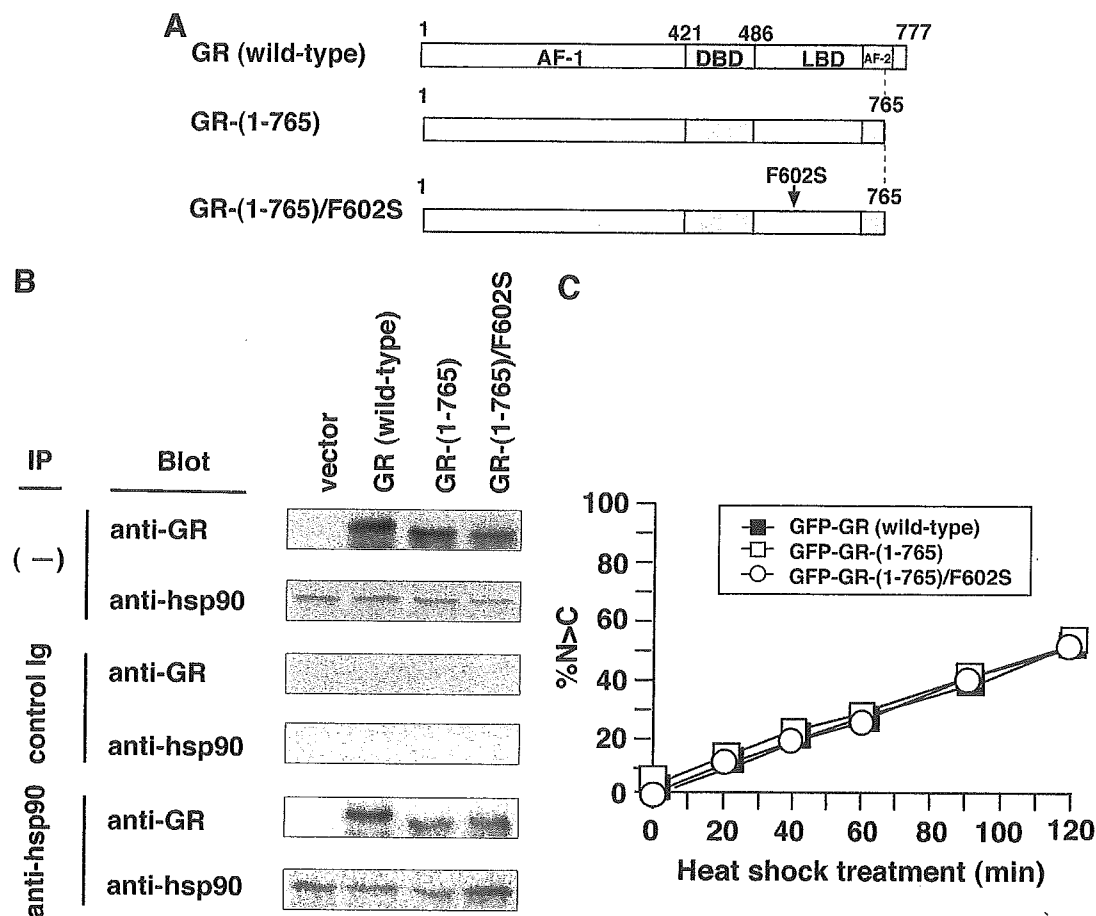 A
1 421 486 777
GR (wild-type)
AF-1 DBD LBD AF-2
1 765
GR-(1-765)
F602S
1 765
GR-(1-765)/F602S
B
vector
GR (wild-type)
GR-(1-765)
GR-(1-765)/F602S
IP Blot
(—)
anti-GR
anti-hsp90
control Ig
anti-GR
anti-hsp90
anti-hsp90
anti-GR
anti-hsp90
C
%N>C
100
80
60
40
20
0
GFP-GR (wild-type)
GFP-GR-(1-765)
GFP-GR-(1-765)/F602S
0 20 40 60 80 100 120
Heat shock treatment (min)